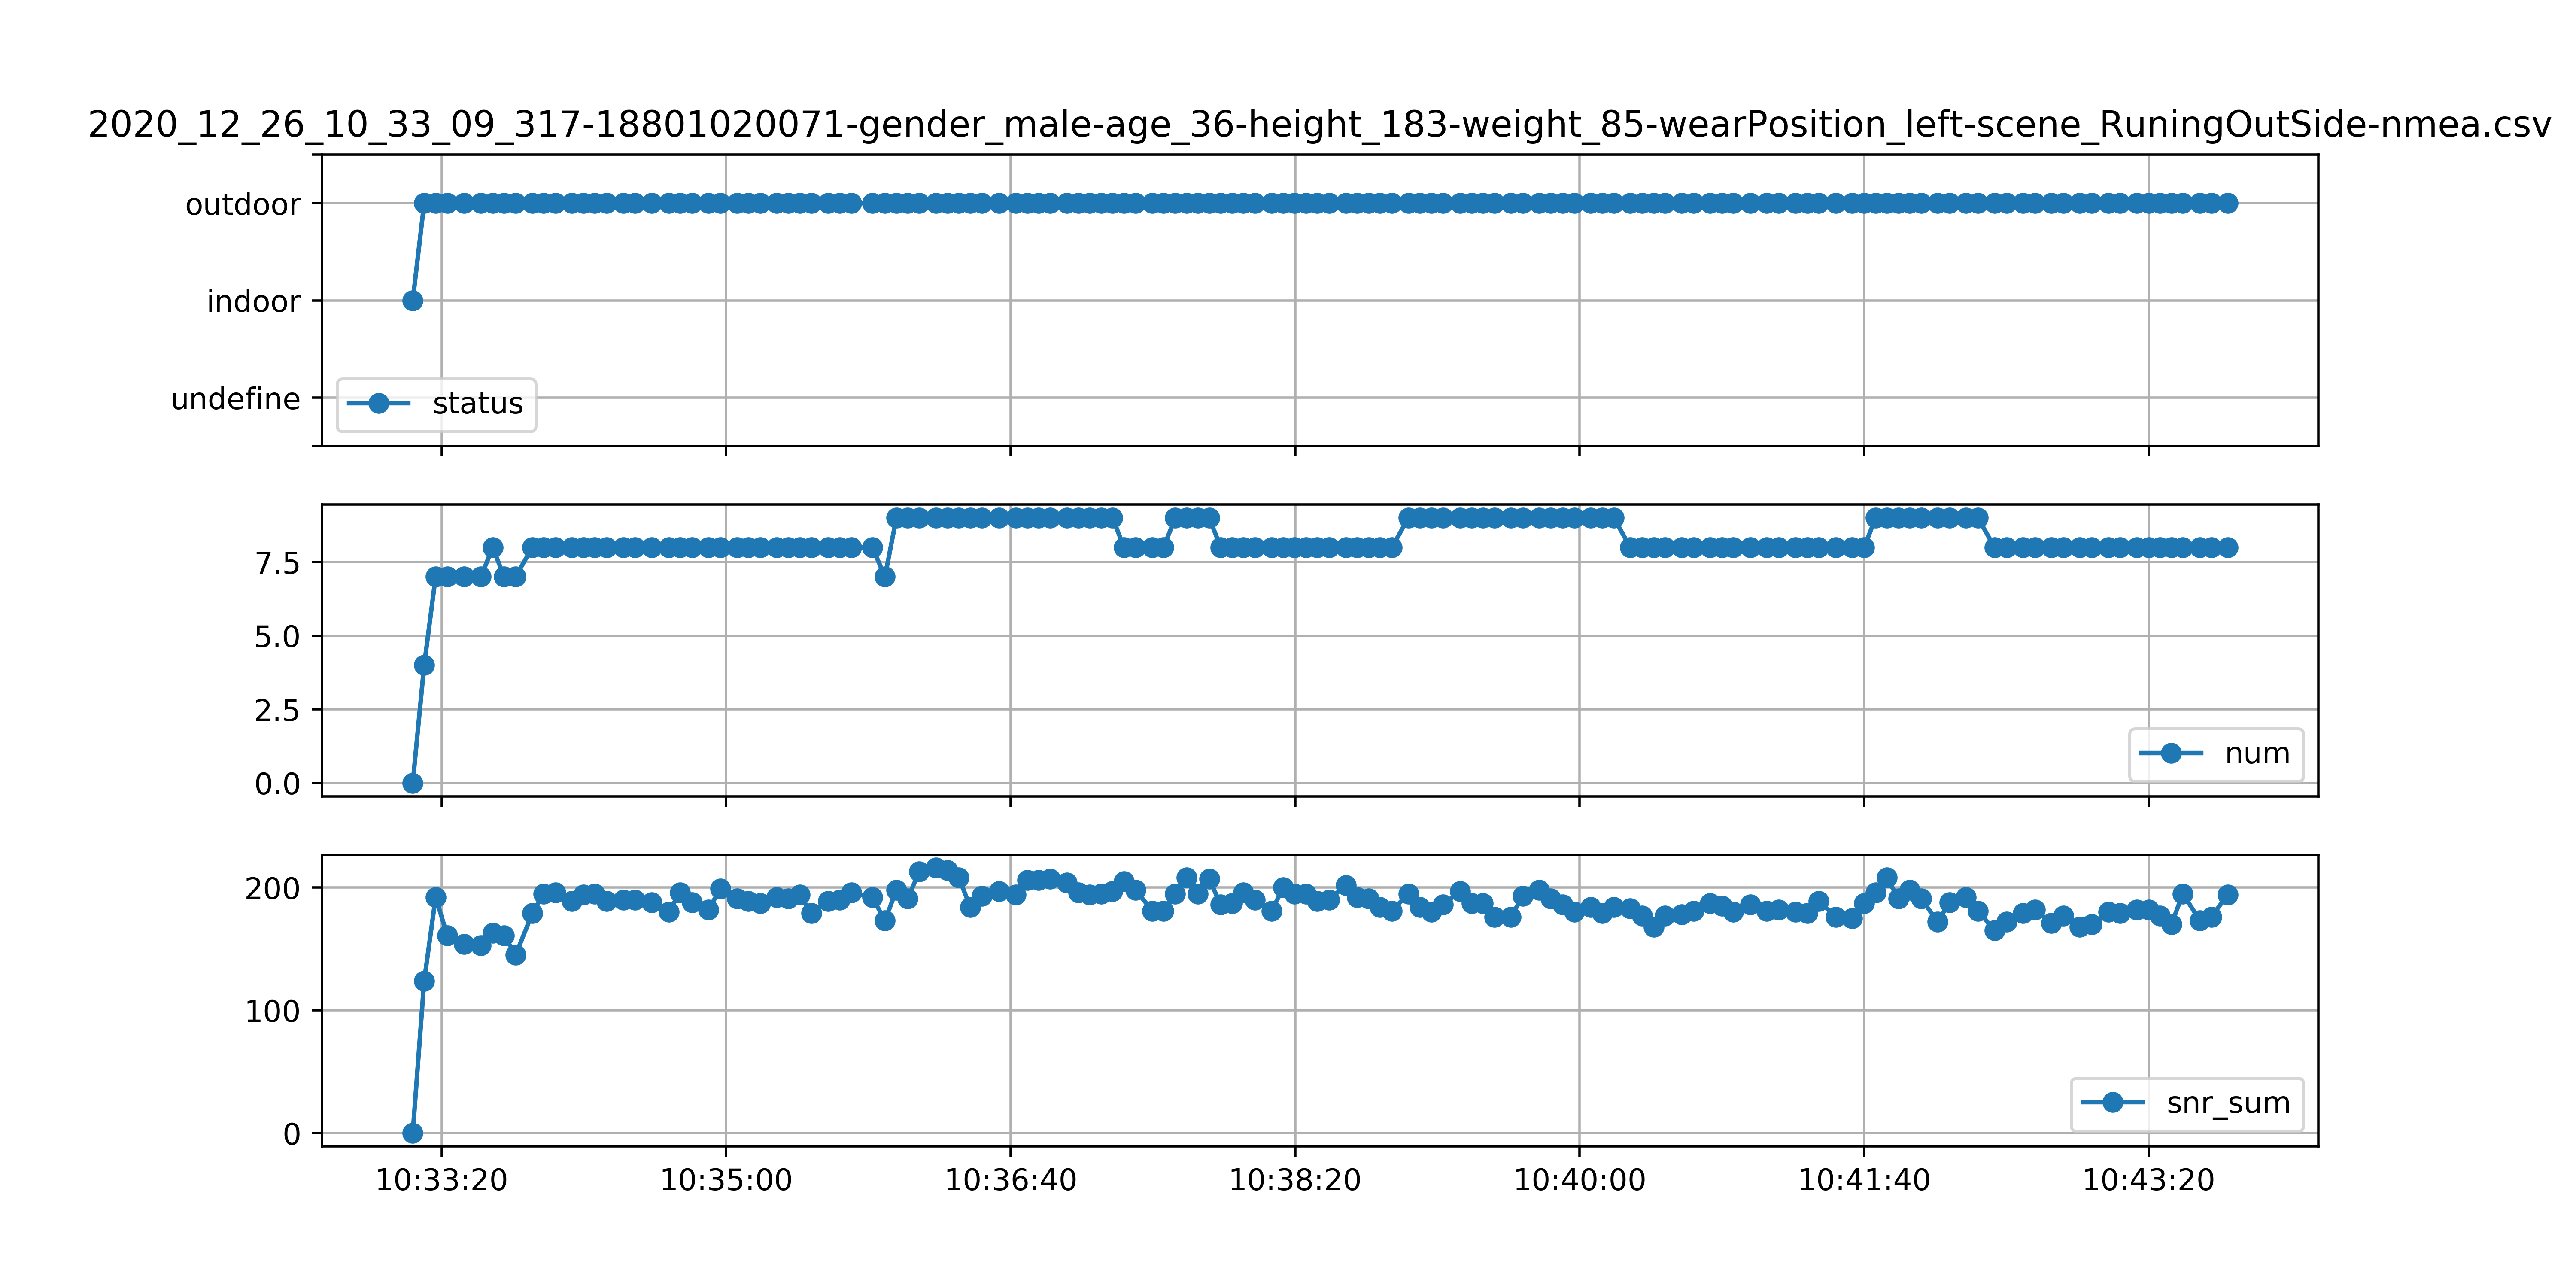 2020_12_26_10_33_09_317-18801020071-gender_male-age_36-height_183-weight_85-wearPosition_left-scene_RuningOutSide-nmea.csv
outdoor
indoor
undefine
status
7.5
5.0
2.5
0.0
num
200
100
0
snr_sum
10:33:20 10:35:00 10:36:40 10:38:20 10:40:00 10:41:40 10:43:20